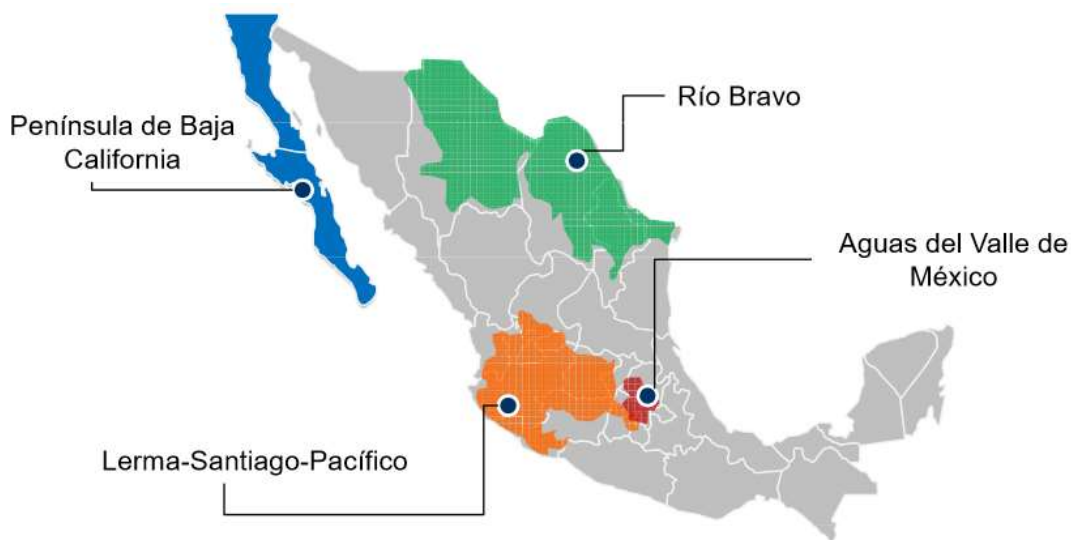 Península de Baja
California
Río Bravo
Aguas del Valle de
México
Lerma-Santiago-Pacífico